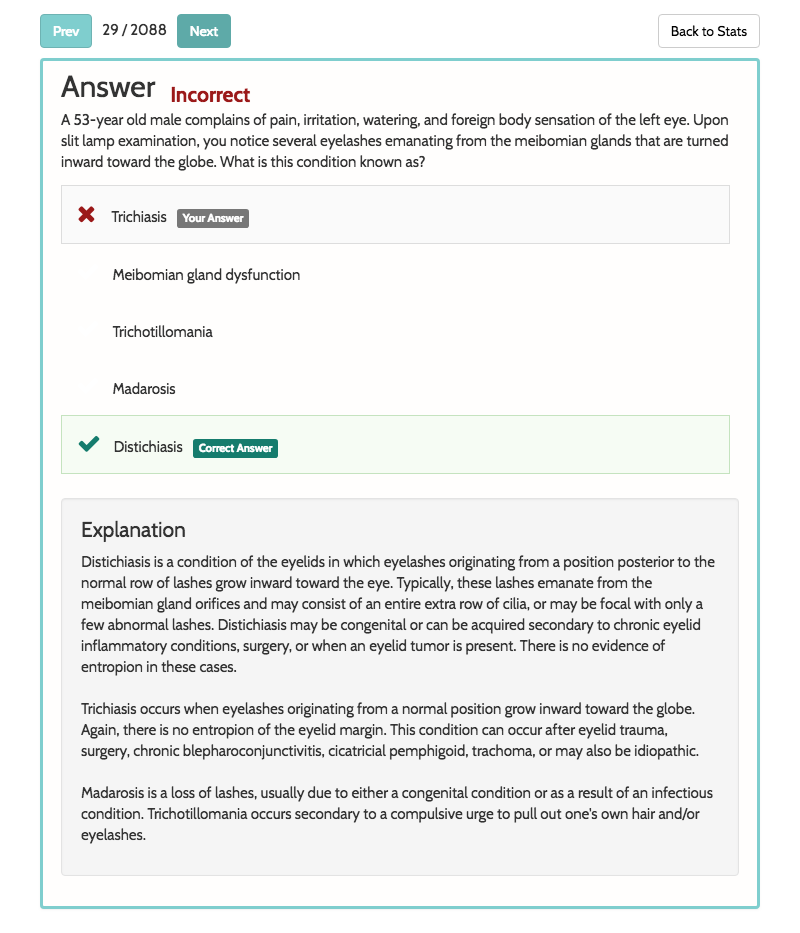 Prev 29 / 2088 Next Back to Stats
Answer Incorrect
A 53-year old male complains of pain, irritation, watering, and foreign body sensation of the left eye. Upon
slit lamp examination, you notice several eyelashes emanating from the meibomian glands that are turned
inward toward the globe. What is this condition known as?
Trichiasis Your Answer
Meibomian gland dysfunction
Trichotillomania
Madarosis
Distichiasis Correct Answer
Explanation
Distichiasis is a condition of the eyelids in which eyelashes originating from a position posterior to the
normal row of lashes grow inward toward the eye. Typically, these lashes emanate from the
meibomian gland orifices and may consist of an entire extra row of cilia, or may be focal with only a
few abnormal lashes. Distichiasis may be congenital or can be acquired secondary to chronic eyelid
inflammatory conditions, surgery, or when an eyelid tumor is present. There is no evidence of
entropion in these cases.
Trichiasis occurs when eyelashes originating from a normal position grow inward toward the globe.
Again, there is no entropion of the eyelid margin. This condition can occur after eyelid trauma,
surgery, chronic blepharoconjunctivitis, cicatricial pemphigoid, trachoma, or may also be idiopathic.
Madarosis is a loss of lashes, usually due to either a congenital condition or as a result of an infectious
condition. Trichotillomania occurs secondary to a compulsive urge to pull out one's own hair and/or
eyelashes.